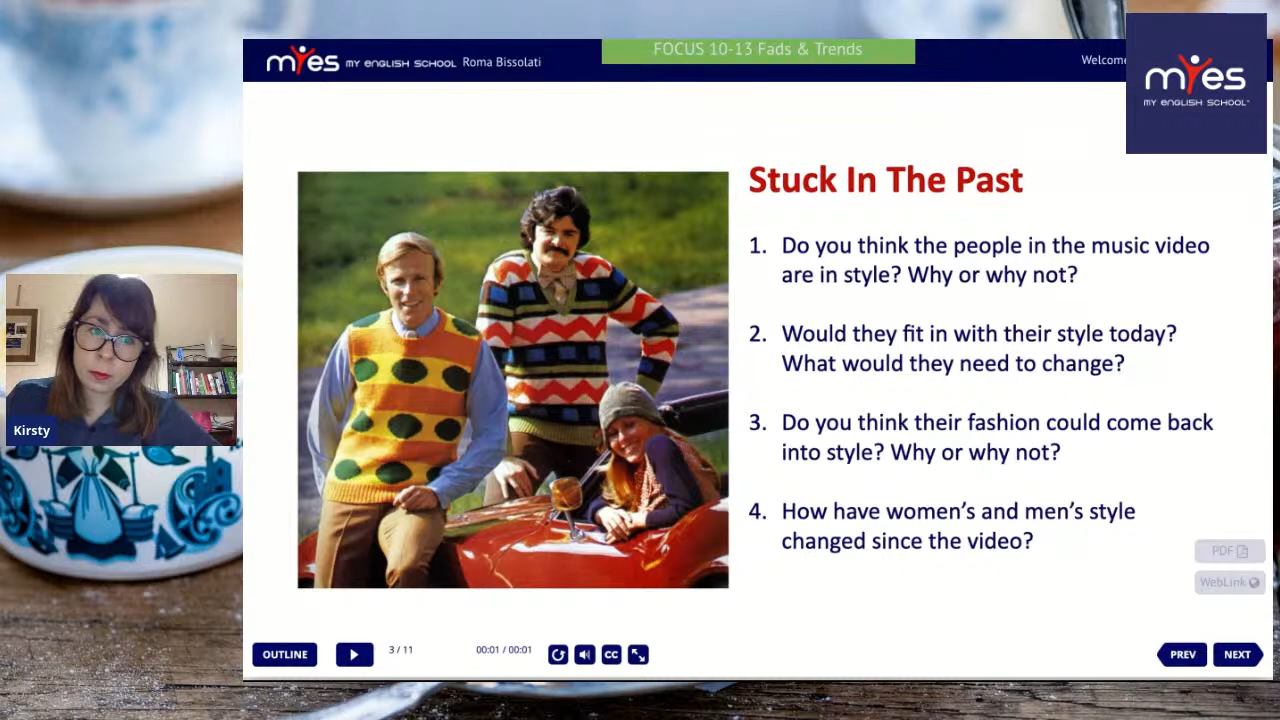 FOCUS 10-13 Fads & Trends
myes MY ENGLISH SCHOOL Roma Bissolati
Welcome
myes
MY ENGLISH SCHOOL
Stuck In The Past
1. Do you think the people in the music video
are in style? Why or why not?
2. Would they fit in with their style today?
What would they need to change?
3. Do you think their fashion could come back
into style? Why or why not?
4. How have women's and men's style
changed since the video?
Kirsty
PDF
WebLink
OUTLINE
3 / 11
00:01 / 00:01
CC
PREV
NEXT